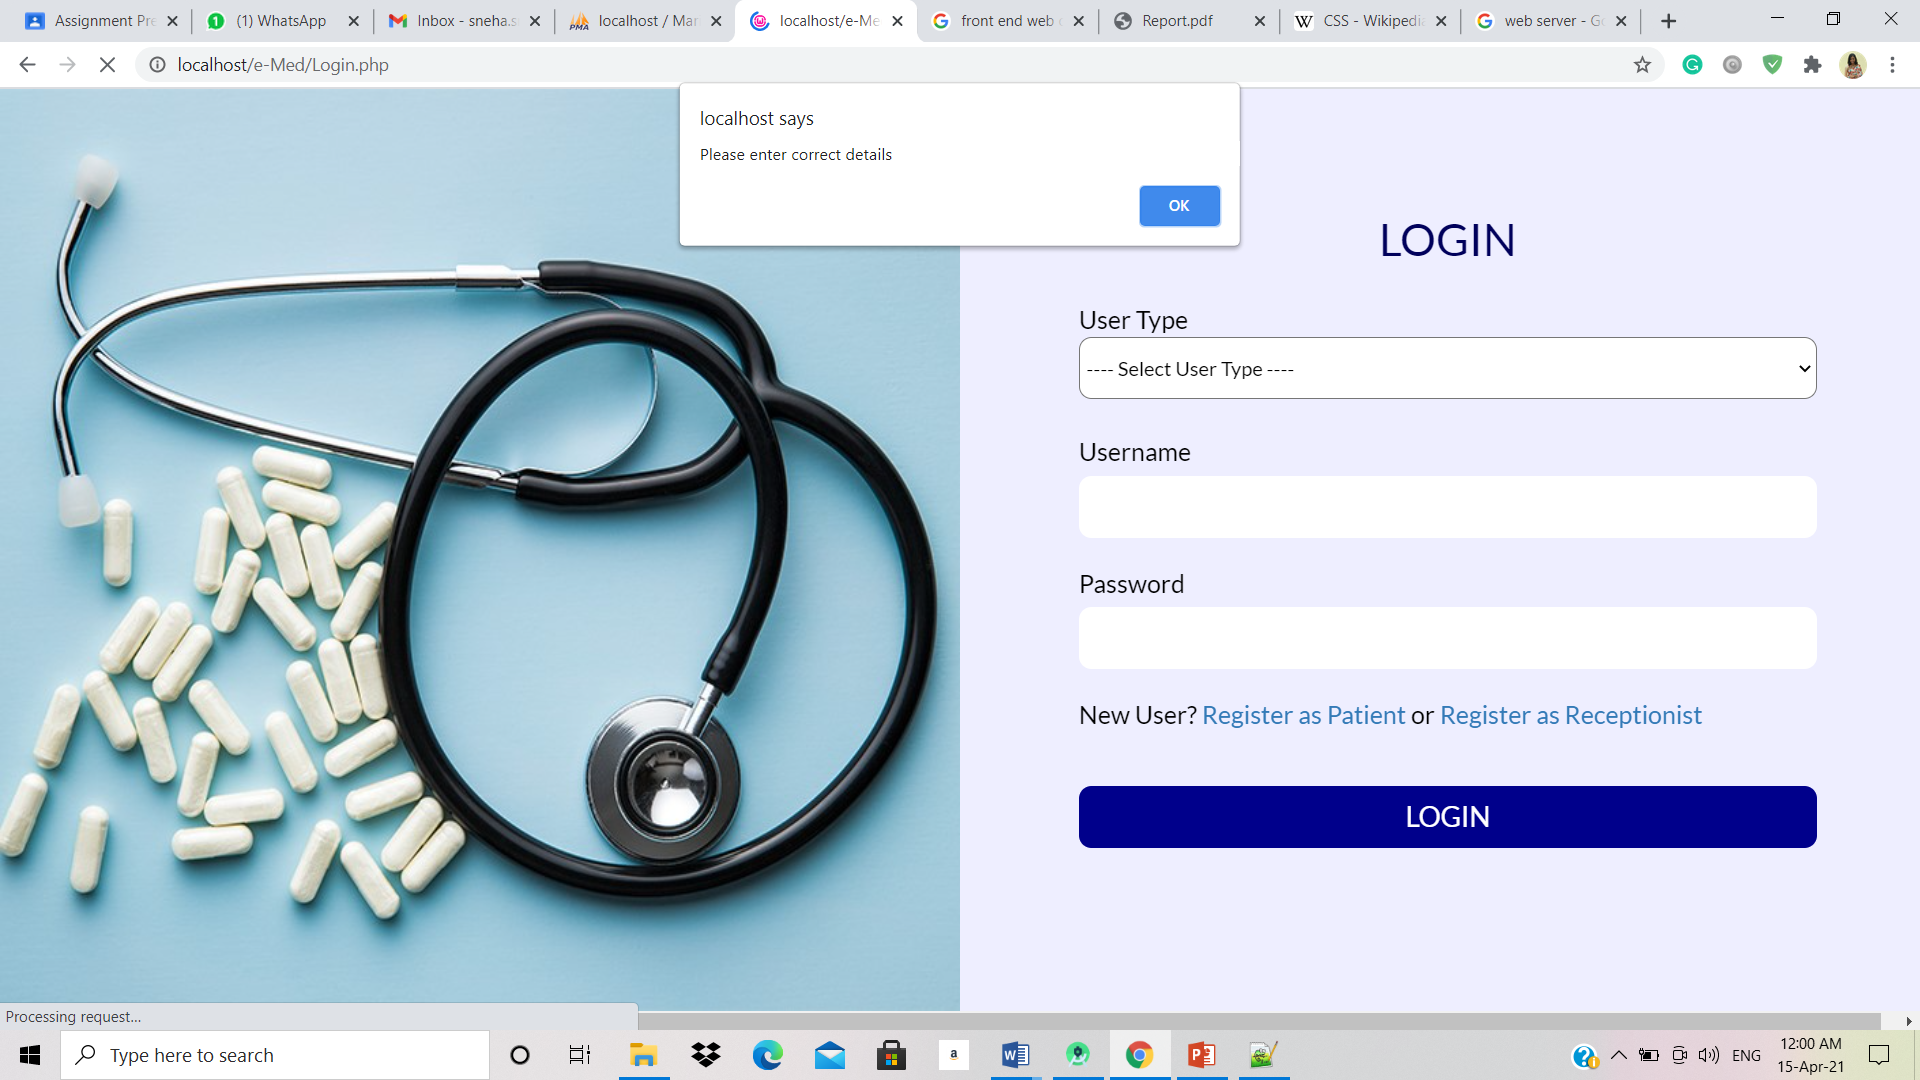 Assignment Pre
(1) WhatsApp
Inbox - sneha.s
localhost / Mar
localhost/e-Me
front end web
Report.pdf
CSS - Wikipedia
web server - Go
localhost/e-Med/Login.php
localhost says
Please enter correct details
OK
LOGIN
User Type
---- Select User Type ----
Username
Password
New User? Register as Patient or Register as Receptionist
LOGIN
Processing request...
Type here to search
ENG
12:00 AM
15-Apr-21